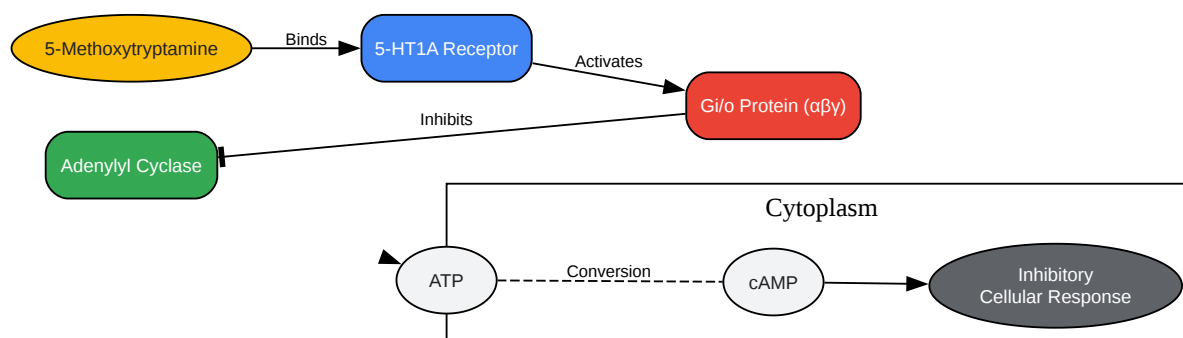 5-Methoxytryptamine
Binds
5-HT1A Receptor
Activates
Gi/o Protein (αβγ)
Inhibits
Adenylyl Cyclase
Cytoplasm
ATP
Conversion
cAMP
Inhibitory
Cellular Response